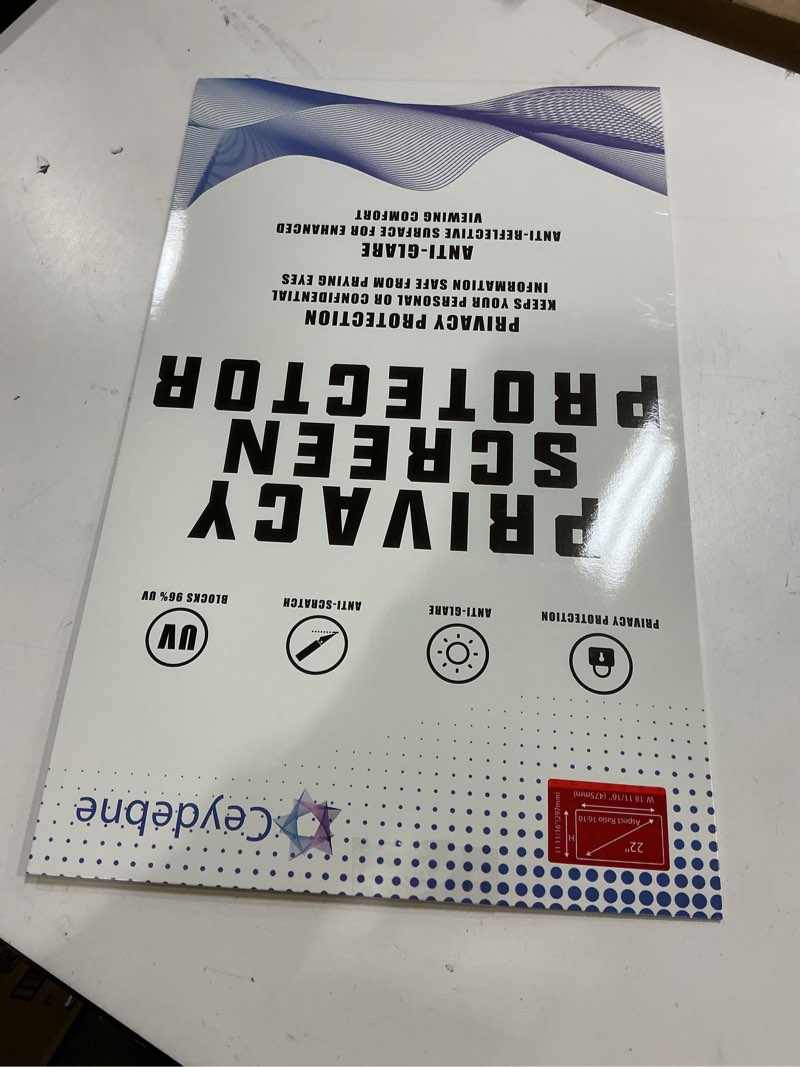 22"
Aspect Ratio 16:10
H
11 11/16"(297mm)
W 18 11/16" (475mm)
Ceydebne
PRIVACY PROTECTION
ANTI-GLARE
ANTI-SCRATCH
UV
BLOCKS 96% UV
PRIVACY
SCREEN
PROTECTOR
PRIVACY PROTECTION
KEEPS YOUR PERSONAL OR CONFIDENTIAL
INFORMATION SAFE FROM PRYING EYES
ANTI-GLARE
ANTI-REFLECTIVE SURFACE FOR ENHANCED
VIEWING COMFORT